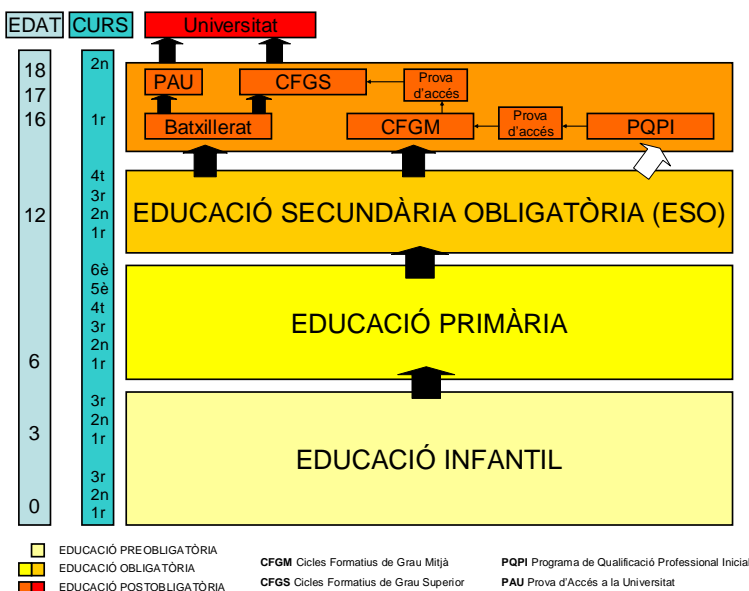 EDAT CURS Universitat
18 2n PAU CFGS Prova d'accés
17
16 1r Batxillerat CFGM Prova d'accés PQPI
4t
3r
12 2n EDUCACIÓ SECUNDÀRIA OBLIGATÒRIA (ESO)
1r
6è
5è
4t
3r EDUCACIÓ PRIMÀRIA
2n
6 1r
3r
2n
3 1r
EDUCACIÓ INFANTIL
3r
2n
0 1r
EDUCACIÓ PREOBLIGATÒRIA
EDUCACIÓ OBLIGATÒRIA
EDUCACIÓ POSTOBLIGATÒRIA
CFGM Cicles Formatius de Grau Mitjà
CFGS Cicles Formatius de Grau Superior
PQPI Programa de Qualificació Professional Inicial
PAU Prova d'Accés a la Universitat